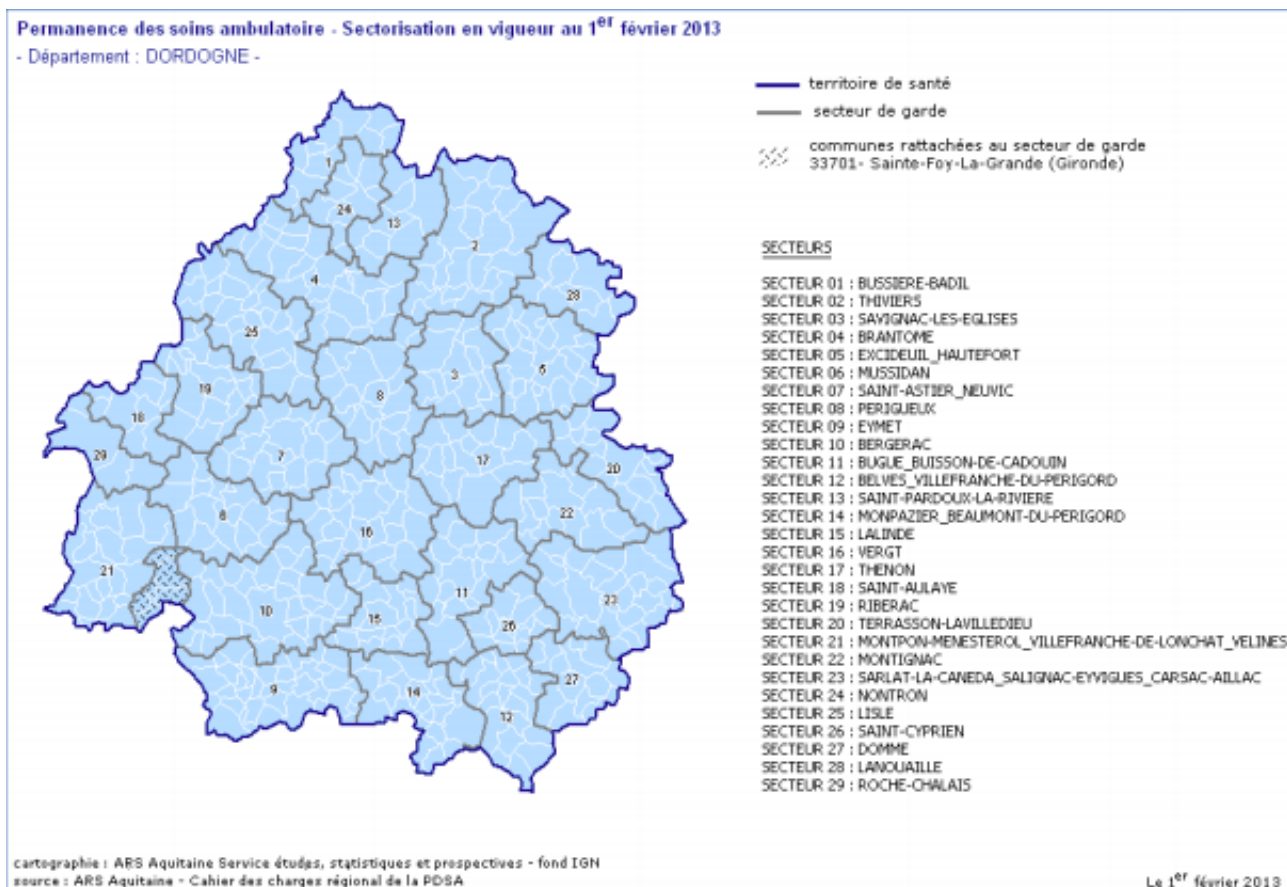 Permanence des soins ambulatoire - Sectorisation en vigueur au 1er février 2013
- Département : DORDOGNE -
territoire de santé
secteur de garde
communes rattachées au secteur de garde
33701- Sainte-Foy-La-Grande (Gironde)
1
24
13
2
4
28
25
3
5
19
8
18
7
17
20
29
6
22
16
21
11
23
10
15
26
27
9
14
12
SECTEURS
SECTEUR 01 : BUSSIERE-BADIL
SECTEUR 02 : THIVIERS
SECTEUR 03 : SAVIGNAC-LES-EGLISES
SECTEUR 04 : BRANTOME
SECTEUR 05 : EXCIDEUIL_HAUTEFORT
SECTEUR 06 : MUSSIDAN
SECTEUR 07 : SAINT-ASTIER_NEUVIC
SECTEUR 08 : PERIGUEUX
SECTEUR 09 : EYMET
SECTEUR 10 : BERGERAC
SECTEUR 11 : BUGUE_BUISSON-DE-CADOUIN
SECTEUR 12 : BELVES_VILLEFRANCHE-DU-PERIGORD
SECTEUR 13 : SAINT-PARDOUX-LA-RIVIERE
SECTEUR 14 : MONPAZIER_BEAUMONT-DU-PERIGORD
SECTEUR 15 : LALINDE
SECTEUR 16 : VERGT
SECTEUR 17 : THENON
SECTEUR 18 : SAINT-AULAYE
SECTEUR 19 : RIBERAC
SECTEUR 20 : TERRASSON-LAVILLEDIEU
SECTEUR 21 : MONTPON-MENESTEROL_VILLEFRANCHE-DE-LONCHAT_VELINES
SECTEUR 22 : MONTIGNAC
SECTEUR 23 : SARLAT-LA-CANEDA_SALIGNAC-EYVIGUES_CARSAC-AILLAC
SECTEUR 24 : NONTRON
SECTEUR 25 : LISLE
SECTEUR 26 : SAINT-CYPRIEN
SECTEUR 27 : DOMME
SECTEUR 28 : LANOUAILLE
SECTEUR 29 : ROCHE-CHALAIS
cartographie : ARS Aquitaine Service études, statistiques et prospectives - fond IGN
source : ARS Aquitaine - Cahier des charges régional de la PDSA
Le 1er février 2013